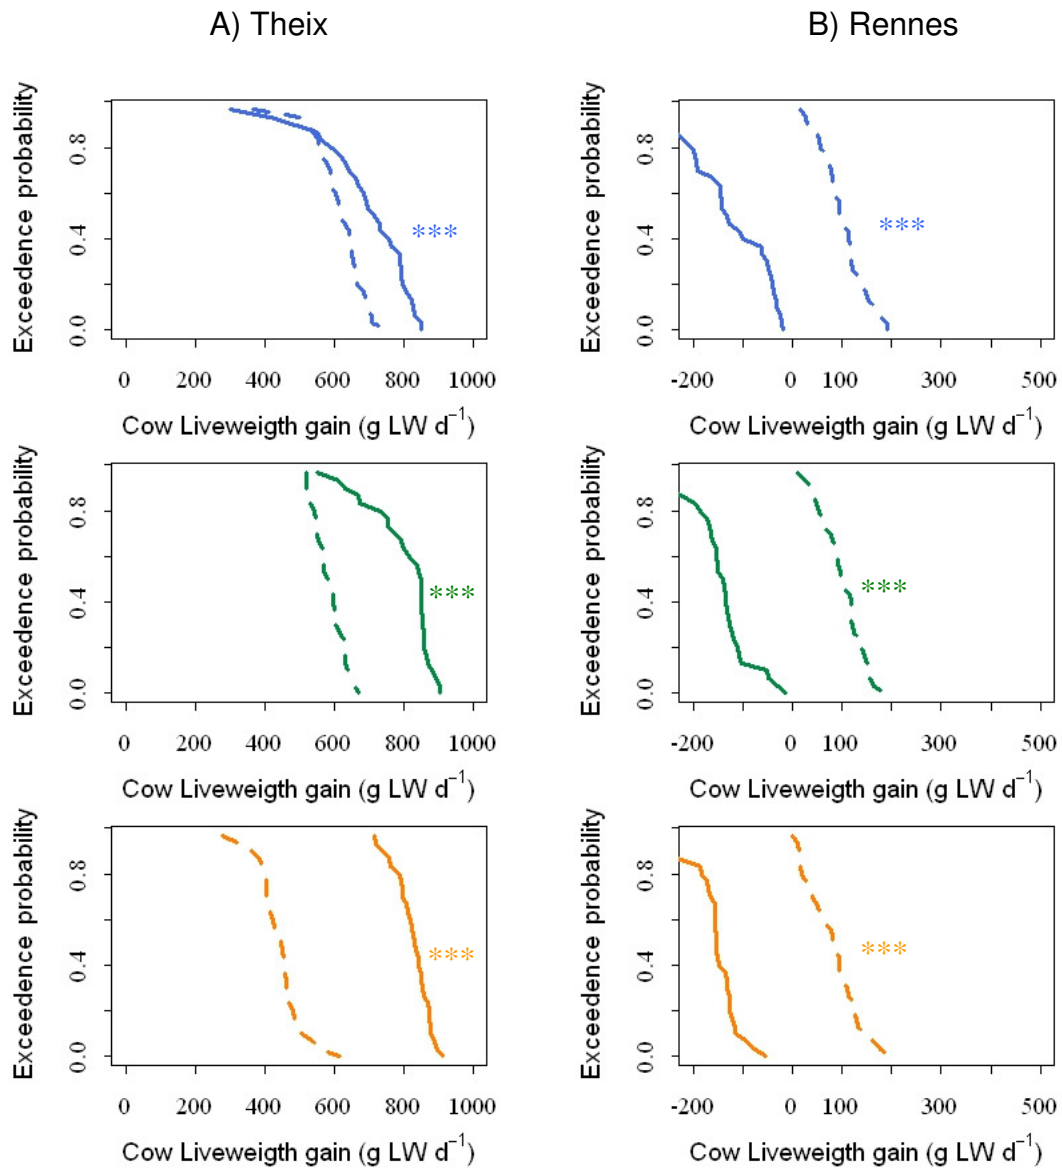 A) Theix
B) Rennes
Exceedence probability
0.8
0.4
0.0
***
0 200 400 600 800 1000
Cow Liveweigth gain (g LW d⁻¹)
Exceedence probability
0.8
0.4
0.0
***
-200 0 100 300 500
Cow Liveweigth gain (g LW d⁻¹)
Exceedence probability
0.8
0.4
0.0
***
0 200 400 600 800 1000
Cow Liveweigth gain (g LW d⁻¹)
Exceedence probability
0.8
0.4
0.0
***
-200 0 100 300 500
Cow Liveweigth gain (g LW d⁻¹)
Exceedence probability
0.8
0.4
0.0
***
0 200 400 600 800 1000
Cow Liveweigth gain (g LW d⁻¹)
Exceedence probability
0.8
0.4
0.0
***
-200 0 100 300 500
Cow Liveweigth gain (g LW d⁻¹)